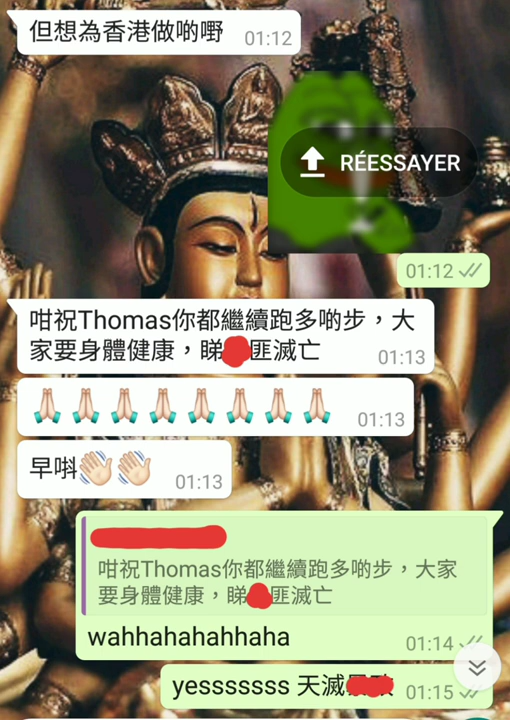 但想為香港做啲嘢
01:12
RÉESSAYER
01:12
咁祝Thomas你都繼續跑多啲步，大
家要身體健康，睇 匪滅亡
01:13
🙏🏻🙏🏻🙏🏻🙏🏻🙏🏻🙏🏻🙏🏻🙏🏻
01:13
早唞👋🏻👋🏻
01:13
咁祝Thomas你都繼續跑多啲步，大家
要身體健康，睇 匪滅亡
wahhahahahhaha
01:14
yesssssss 天滅
01:15